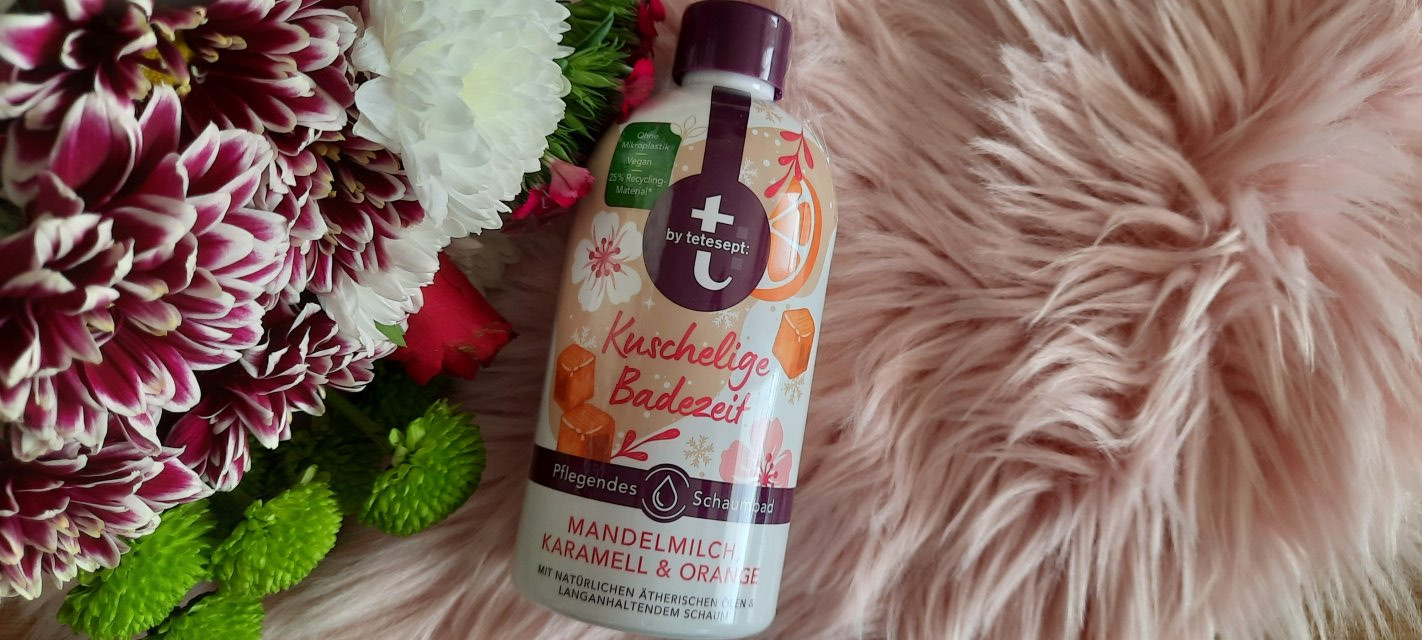 Ohne
Mikroplastik
Vegan
25% Recycling-
Material*
t
by tetesept:
Kuschelige
Badezeit
Pflegendes Schaumbad
MANDELMILCH,
KARAMELL & ORANGE
MIT NATÜRLICHEN ÄTHERISCHEN ÖLEN &
LANGANHALTENDEM SCHAUM